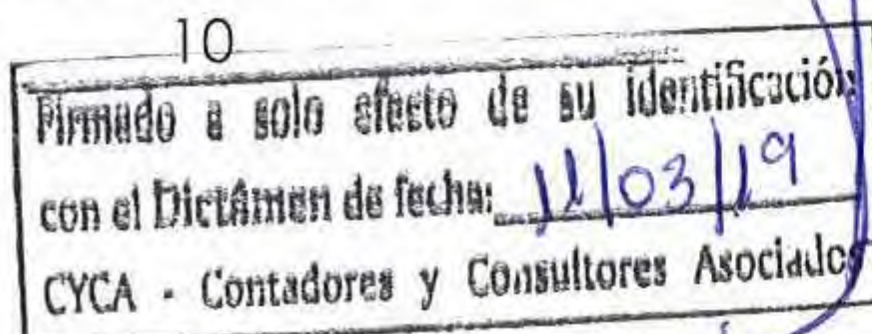 10
Firmado a solo efecto de su identificación
con el Dictámen de fecha: 11/03/19
CYCA - Contadores y Consultores Asociados